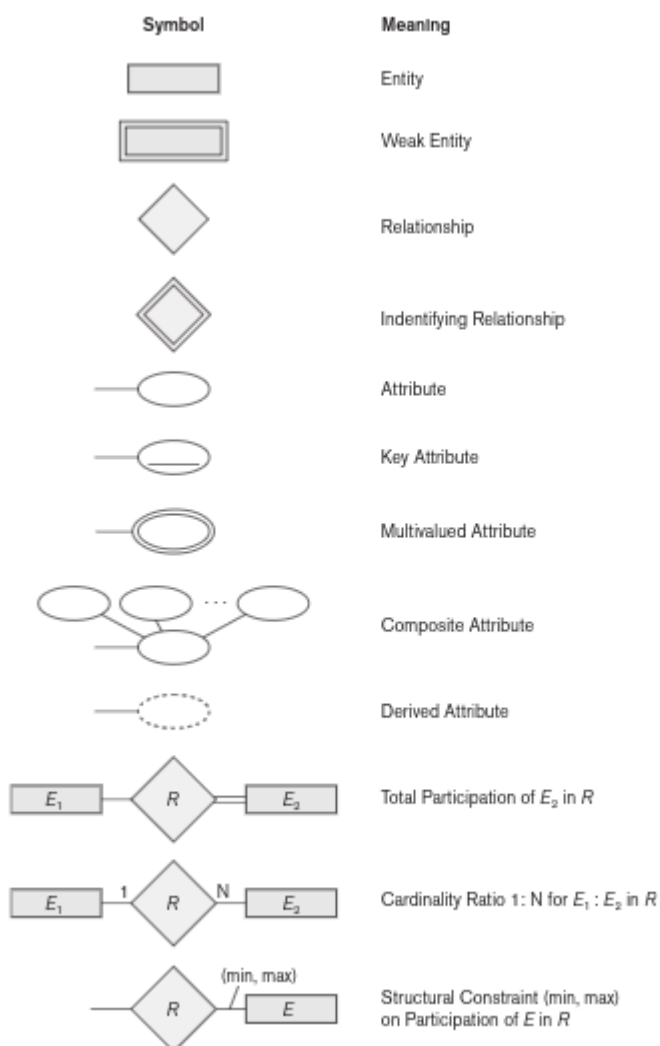 Symbol Meaning
Entity
Weak Entity
Relationship
Indentifying Relationship
Attribute
Key Attribute
Multivalued Attribute
. . .
Composite Attribute
Derived Attribute
E₁ R E₂ Total Participation of E₂ in R
E₁ 1 R N E₂ Cardinality Ratio 1: N for E₁ : E₂ in R
(min, max)
R E
Structural Constraint (min, max)
on Participation of E in R